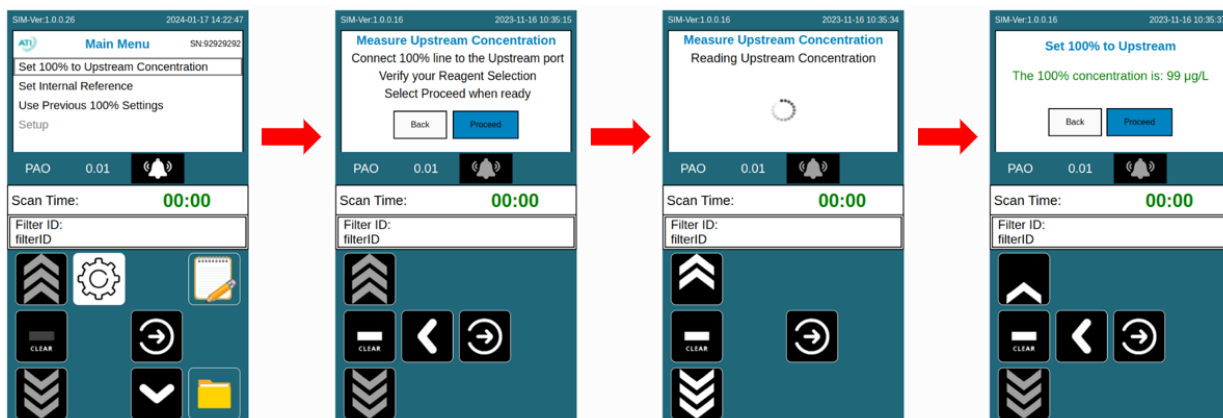 SIM-Ver:1.0.0.26 2024-01-17 14:22:47
ATI Main Menu SN:92929292
Set 100% to Upstream Concentration
Set Internal Reference
Use Previous 100% Settings
Setup
PAO 0.01
Scan Time: 00:00
Filter ID:
filterID
CLEAR
SIM-Ver:1.0.0.16 2023-11-16 10:35:15
Measure Upstream Concentration
Connect 100% line to the Upstream port
Verify your Reagent Selection
Select Proceed when ready
Back Proceed
PAO 0.01
Scan Time: 00:00
Filter ID:
filterID
CLEAR
SIM-Ver:1.0.0.16 2023-11-16 10:35:34
Measure Upstream Concentration
Reading Upstream Concentration
PAO 0.01
Scan Time: 00:00
Filter ID:
filterID
CLEAR
SIM-Ver:1.0.0.16 2023-11-16 10:35:3
Set 100% to Upstream
The 100% concentration is: 99 µg/L
Back Proceed
PAO 0.01
Scan Time: 00:00
Filter ID:
filterID
CLEAR